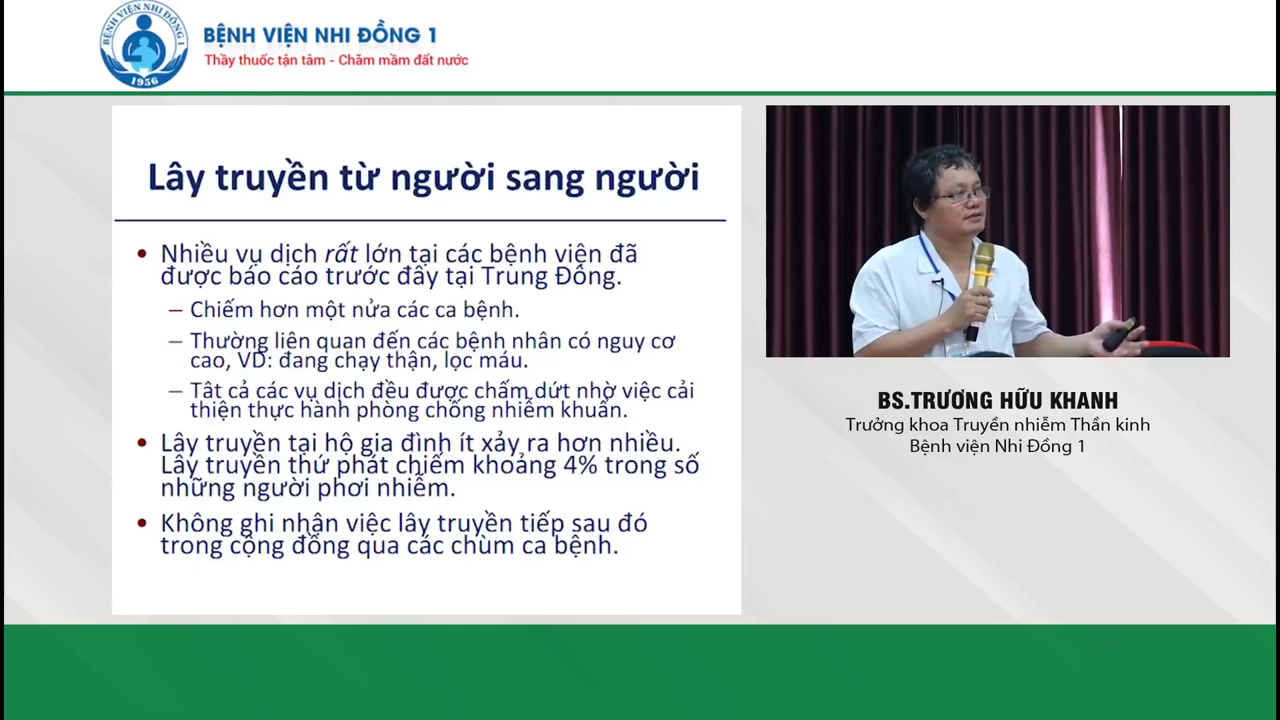 BỆNH VIỆN NHI ĐỒNG 1
1956
BỆNH VIỆN NHI ĐỒNG 1
Thầy thuốc tận tâm - Chăm mầm đất nước
Lây truyền từ người sang người
• Nhiều vụ dịch rất lớn tại các bệnh viện đã
được báo cáo trước đây tại Trung Đông.
– Chiếm hơn một nửa các ca bệnh.
– Thường liên quan đến các bệnh nhân có nguy cơ
cao, VD: đang chạy thận, lọc máu.
– Tất cả các vụ dịch đều được chấm dứt nhờ việc cải
thiện thực hành phòng chống nhiễm khuẩn.
• Lây truyền tại hộ gia đình ít xảy ra hơn nhiều.
Lây truyền thứ phát chiếm khoảng 4% trong số
những người phơi nhiễm.
• Không ghi nhận việc lây truyền tiếp sau đó
trong cộng đồng qua các chùm ca bệnh.
BS.TRƯƠNG HỮU KHANH
Trưởng khoa Truyền nhiễm Thần kinh
Bệnh viện Nhi Đồng 1